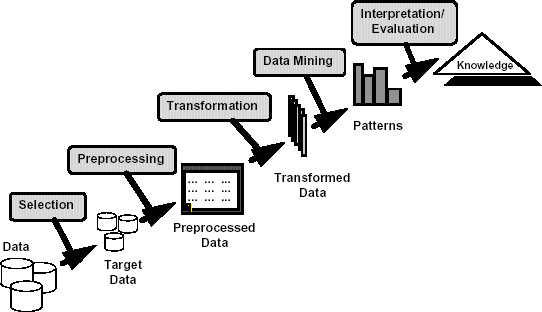 Interpretation/
Evaluation
Data Mining
Knowledge
Transformation
Patterns
Preprocessing
Transformed
Data
... ... ...
... ... ...
... ... ...
Selection
Preprocessed
Data
Data
Target
Data